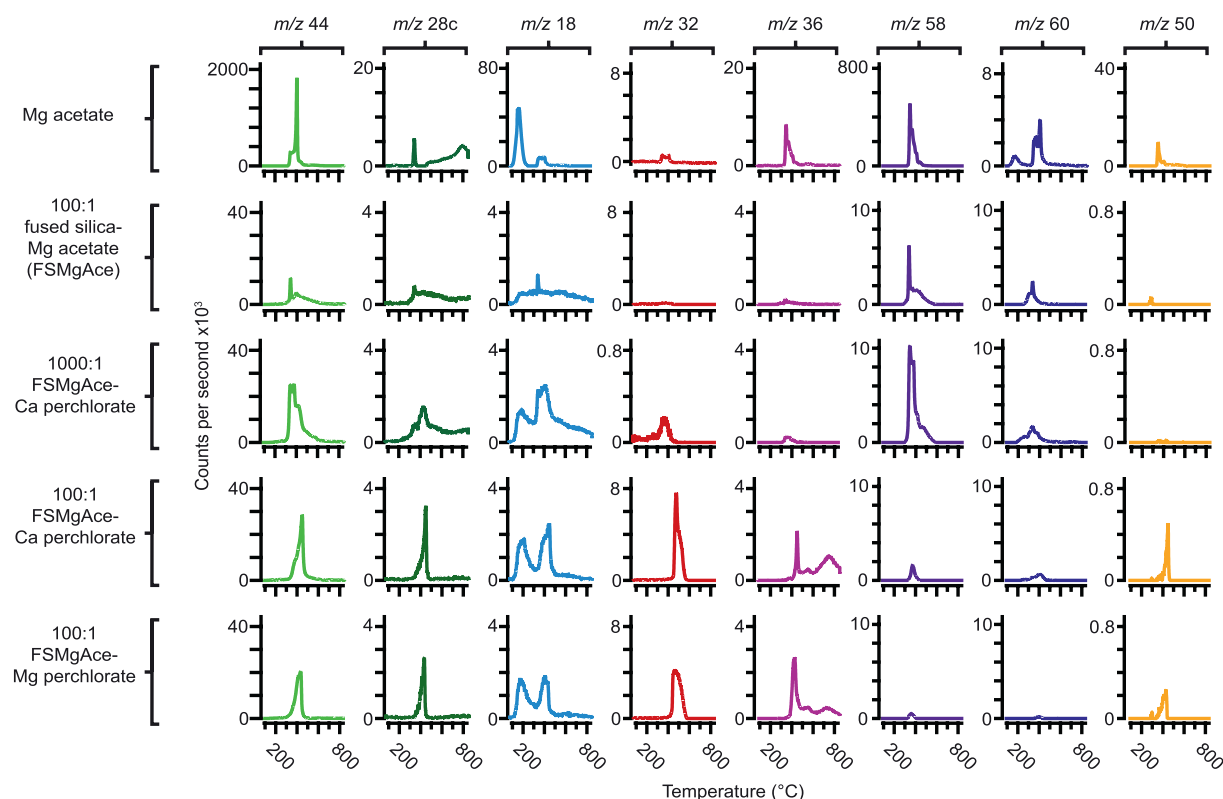 m/z 44 m/z 28c m/z 18 m/z 32 m/z 36 m/z 58 m/z 60 m/z 50
Mg acetate
2000 20 80 8 20 800 8 40
0 0 0 0 0 0 0 0
100:1
fused silica-
Mg acetate
(FSMgAce)
40 4 4 8 4 10 10 0.8
0 0 0 0 0 0 0 0
Counts per second x10³
1000:1
FSMgAce-
Ca perchlorate
40 4 4 0.8 4 10 10 0.8
0 0 0 0 0 0 0 0
100:1
FSMgAce-
Ca perchlorate
40 4 4 8 4 10 10 0.8
0 0 0 0 0 0 0 0
100:1
FSMgAce-
Mg perchlorate
40 4 4 8 4 10 10 0.8
0 0 0 0 0 0 0 0
200 800 200 800 200 800 200 800 200 800 200 800 200 800 200 800
Temperature (°C)